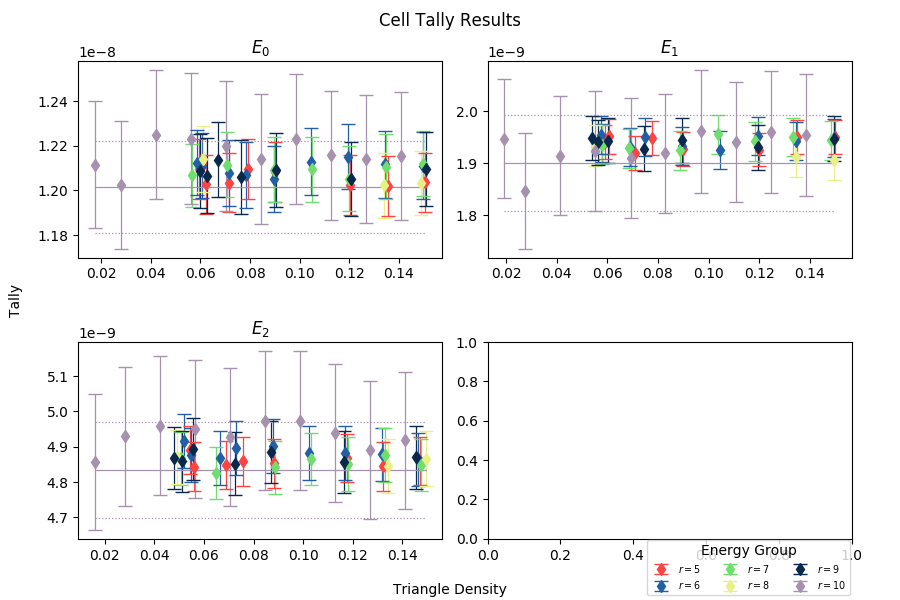 Cell Tally Results
1e−8
E0
1.24
1.22
1.20
1.18
0.02 0.04 0.06 0.08 0.10 0.12 0.14
1e−9
E1
2.0
1.9
1.8
0.02 0.04 0.06 0.08 0.10 0.12 0.14
Tally
1e−9
E2
5.1
5.0
4.9
4.8
4.7
0.02 0.04 0.06 0.08 0.10 0.12 0.14
1.0
0.8
0.6
0.4
0.2
0.0
0.0 0.2 0.4 0.6 0.8 1.0
Energy Group
r = 5 r = 7 r = 9
r = 6 r = 8 r = 10
Triangle Density